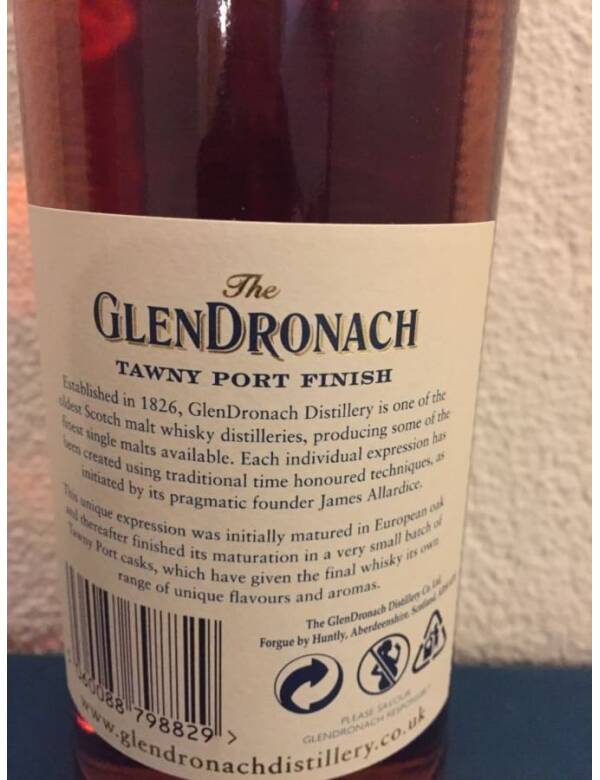 The
GLENDRONACH
TAWNY PORT FINISH
Established in 1826, GlenDronach Distillery is one of the
oldest Scotch malt whisky distilleries, producing some of the
finest single malts available. Each individual expression has
been created using traditional time honoured techniques, as
initiated by its pragmatic founder James Allardice.
This unique expression was initially matured in European oak
and thereafter finished its maturation in a very small batch of
Tawny Port casks, which have given the final whisky its own
range of unique flavours and aromas.
The GlenDronach Distillery Co. Ltd.
Forgue by Huntly, Aberdeenshire, Scotland
060088 798829 >
PLEASE SAVOUR
GLENDRONACH RESPONSIBLY
www.glendronachdistillery.co.uk